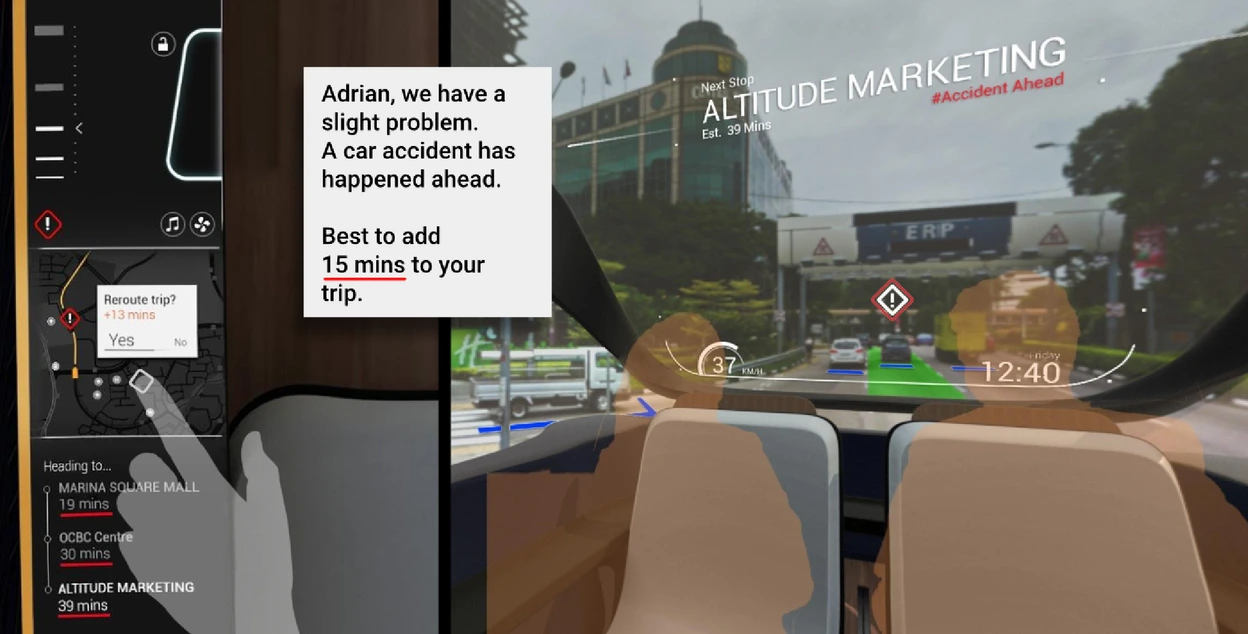 Adrian, we have a
slight problem.
A car accident has
happened ahead.
Best to add
15 mins to your
trip.
Reroute trip?
+13 mins
Yes
No
Heading to...
MARINA SQUARE MALL
19 mins
OCBC Centre
30 mins
ALTITUDE MARKETING
39 mins
Next Stop
ALTITUDE MARKETING
#Accident Ahead
Est. 39 Mins
ERP
37 KM/H
Friday
12:40